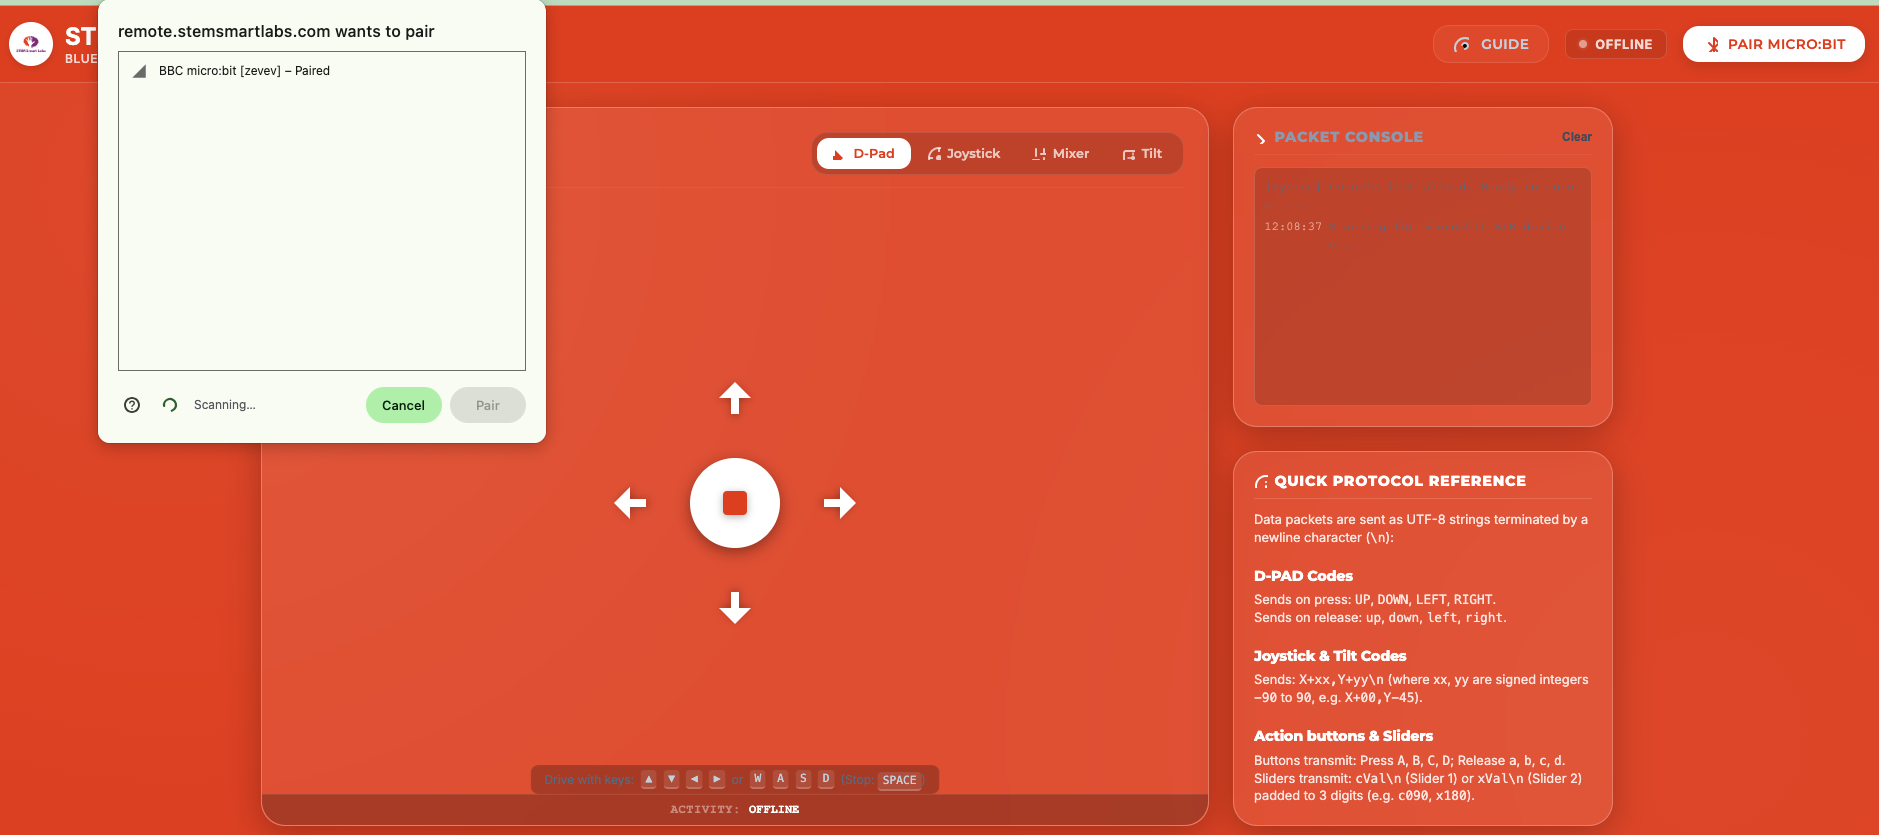 remote.stemsmartlabs.com wants to pair
BBC micro:bit [zevev] – Paired
Scanning...
Cancel
Pair
ST
BLUE
GUIDE
OFFLINE
PAIR MICRO:BIT
D-Pad
Joystick
Mixer
Tilt
Drive with keys: ▲ ▼ ◀ ▶ or W A S D (Stop: SPACE)
ACTIVITY: OFFLINE
PACKET CONSOLE
Clear
12:08:37
QUICK PROTOCOL REFERENCE
Data packets are sent as UTF-8 strings terminated by a
newline character (\n):
D-PAD Codes
Sends on press: UP, DOWN, LEFT, RIGHT.
Sends on release: up, down, left, right.
Joystick & Tilt Codes
Sends: X+xx,Y+yy\n (where xx, yy are signed integers
-90 to 90, e.g. X+00,Y-45).
Action buttons & Sliders
Buttons transmit: Press A, B, C, D; Release a, b, c, d.
Sliders transmit: cVal\n (Slider 1) or xVal\n (Slider 2)
padded to 3 digits (e.g. c090, x180).